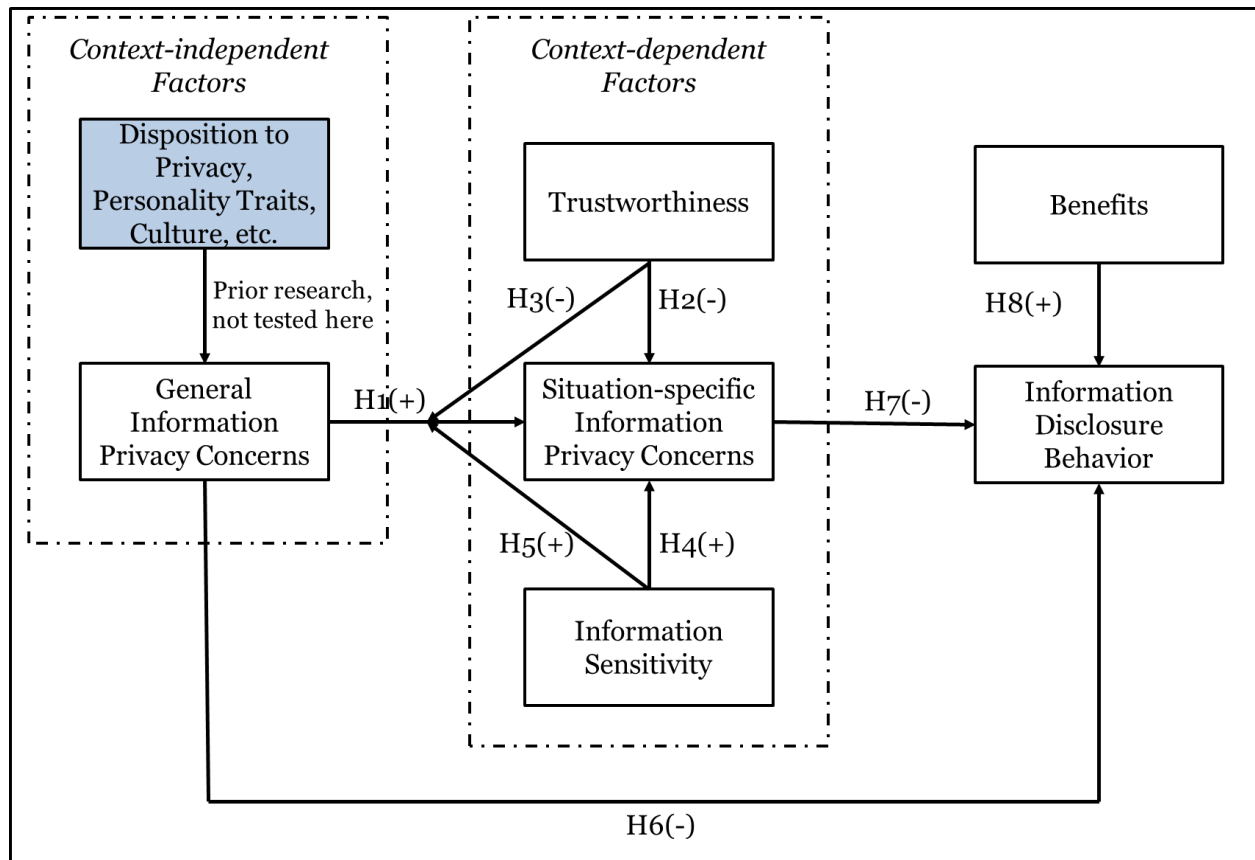 Context-independent
Factors
Disposition to
Privacy,
Personality Traits,
Culture, etc.
Prior research,
not tested here
General
Information
Privacy Concerns
H1(+)
Context-dependent
Factors
Trustworthiness
H3(-)
H2(-)
Situation-specific
Information
Privacy Concerns
H5(+)
H4(+)
Information
Sensitivity
H7(-)
Benefits
H8(+)
Information
Disclosure
Behavior
H6(-)